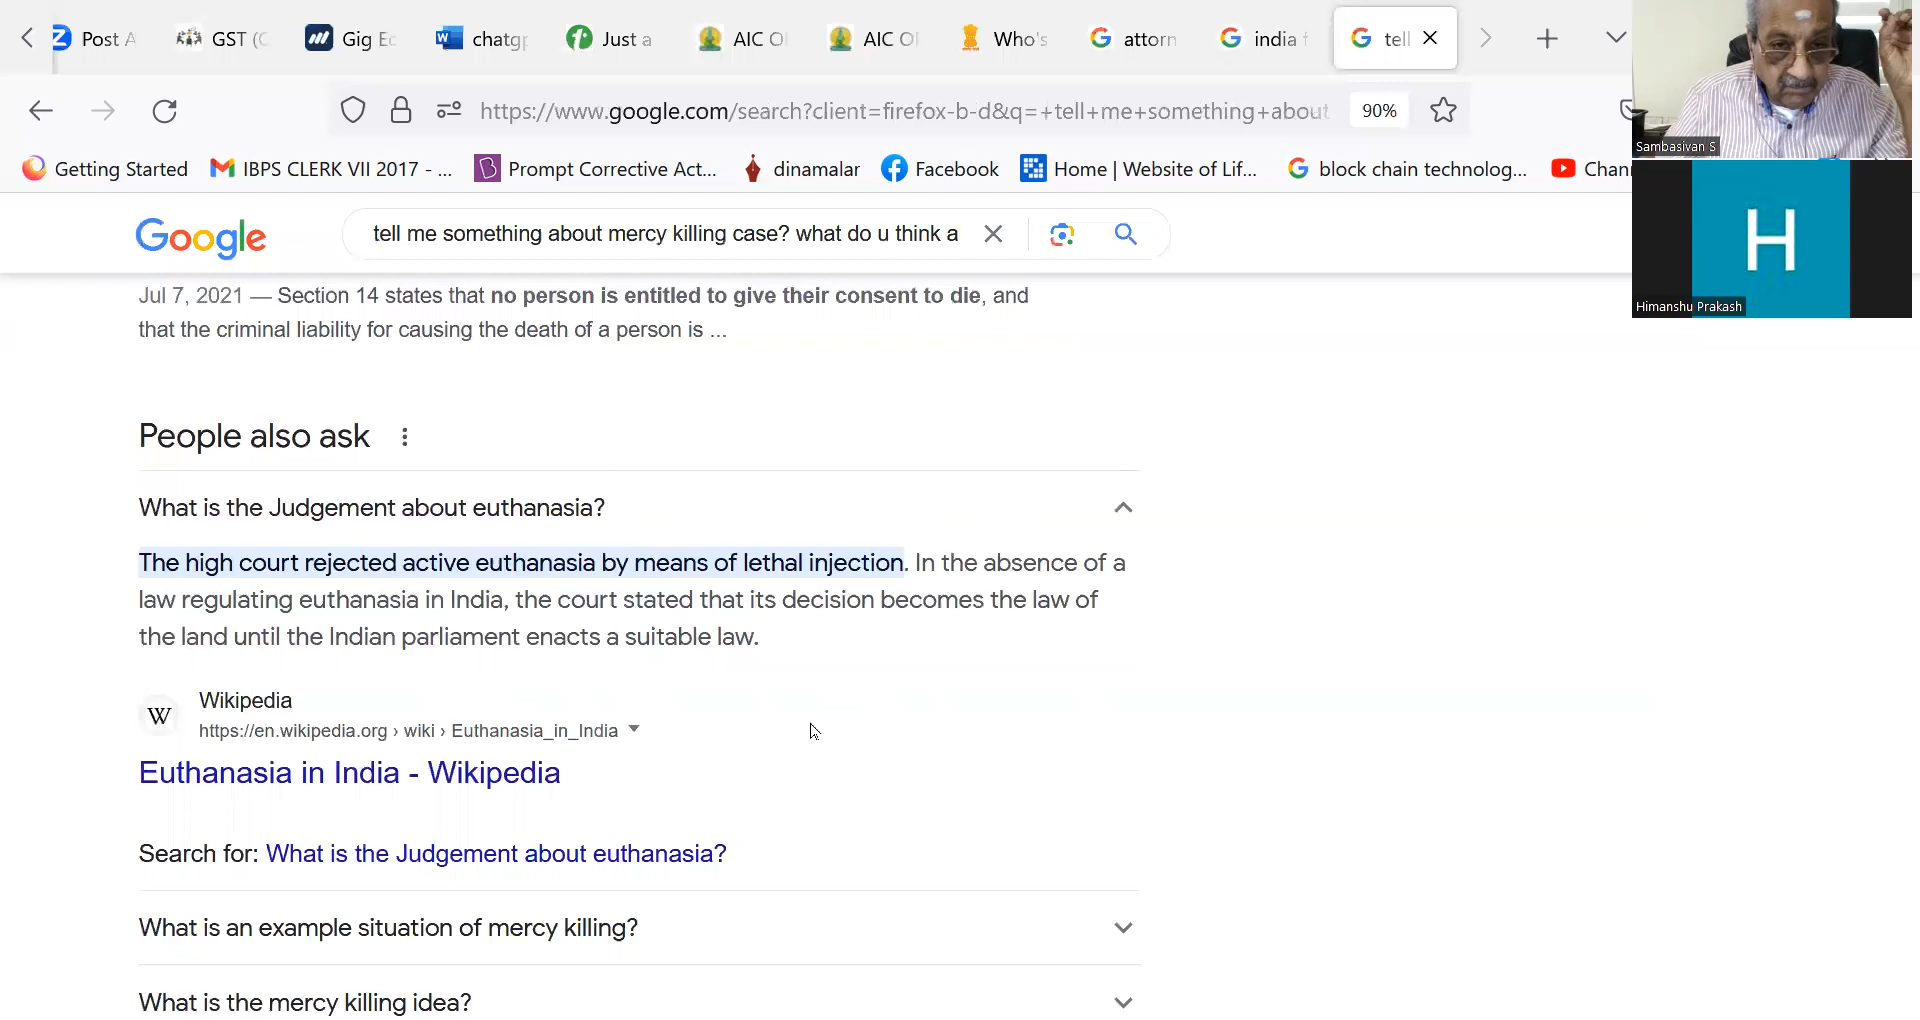 Post A
GST (C
Gig Ec
chatgp
Just a
AIC OI
AIC OI
Who's
attorn
india f
tell
https://www.google.com/search?client=firefox-b-d&q=+tell+me+something+about
90%
Getting Started
IBPS CLERK VII 2017 - ...
Prompt Corrective Act...
dinamalar
Facebook
Home | Website of Lif...
block chain technolog...
Chann
Sambasivan S
H
Himanshu Prakash
Google
tell me something about mercy killing case? what do u think a
Jul 7, 2021 — Section 14 states that no person is entitled to give their consent to die, and
that the criminal liability for causing the death of a person is ...
People also ask
What is the Judgement about euthanasia?
The high court rejected active euthanasia by means of lethal injection. In the absence of a
law regulating euthanasia in India, the court stated that its decision becomes the law of
the land until the Indian parliament enacts a suitable law.
W
Wikipedia
https://en.wikipedia.org › wiki › Euthanasia_in_India
Euthanasia in India - Wikipedia
Search for: What is the Judgement about euthanasia?
What is an example situation of mercy killing?
What is the mercy killing idea?